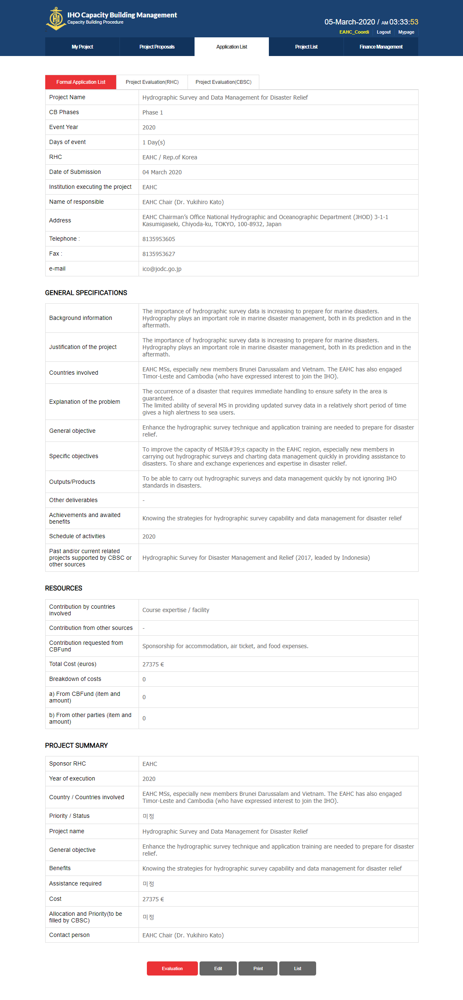 IHO Capacity Building Management
Capacity Building Procedure
05-March-2020 / AM 03:33:53
EAHC_Coordi Logout Mypage
My Project Project Proposals Application List Project List Finance Management
Formal Application List Project Evaluation(RHC) Project Evaluation(CBSC)
Project Name Hydrographic Survey and Data Management for Disaster Relief
CB Phases Phase 1
Event Year 2020
Days of event 1 Day(s)
RHC EAHC / Rep.of Korea
Date of Submission 04 March 2020
Institution executing the project EAHC
Name of responsible EAHC Chair (Dr. Yukihiro Kato)
Address
EAHC Chairman’s Office National Hydrographic and Oceanographic Department (JHOD) 3-1-1
Kasumigaseki, Chiyoda-ku, TOKYO, 100-8932, Japan
Telephone : 8135953605
Fax : 8135953627
e-mail ico@jodc.go.jp
GENERAL SPECIFICATIONS
Background information
The importance of hydrographic survey data is increasing to prepare for marine disasters.
Hydrography plays an important role in marine disaster management, both in its prediction and in the
aftermath.
Justification of the project
The importance of hydrographic survey data is increasing to prepare for marine disasters.
Hydrography plays an important role in marine disaster management, both in its prediction and in the
aftermath.
Countries involved
EAHC MSs, especially new members Brunei Darussalam and Vietnam. The EAHC has also engaged
Timor-Leste and Cambodia (who have expressed interest to join the IHO).
Explanation of the problem
The occurrence of a disaster that requires immediate handling to ensure safety in the area is
guaranteed.
The limited ability of several MS in providing updated survey data in a relatively short period of time
gives a high alertness to sea users.
General objective
Enhance the hydrographic survey technique and application training are needed to prepare for disaster
relief.
Specific objectives
To improve the capacity of MSI&#39;s capacity in the EAHC region, especially new members in
carrying out hydrographic surveys and charting data management quickly in providing assistance to
disasters. To share and exchange experiences and expertise in disaster relief.
Outputs/Products
To be able to carry out hydrographic surveys and data management quickly by not ignoring IHO
standards in disasters.
Other deliverables -
Achievements and awaited
benefits
Knowing the strategies for hydrographic survey capability and data management for disaster relief
Schedule of activities 2020
Past and/or current related
projects supported by CBSC or
other sources
Hydrographic Survey for Disaster Management and Relief (2017, leaded by Indonesia)
RESOURCES
Contribution by countries
involved
Course expertise / facility
Contribution from other sources -
Contribution requested from
CBFund
Sponsorship for accommodation, air ticket, and food expenses.
Total Cost (euros) 27375 €
Breakdown of costs 0
a) From CBFund (item and
amount)
0
b) From other parties (item and
amount)
0
PROJECT SUMMARY
Sponsor RHC EAHC
Year of execution 2020
Country / Countries involved
EAHC MSs, especially new members Brunei Darussalam and Vietnam. The EAHC has also engaged
Timor-Leste and Cambodia (who have expressed interest to join the IHO).
Priority / Status 미정
Project name Hydrographic Survey and Data Management for Disaster Relief
General objective
Enhance the hydrographic survey technique and application training are needed to prepare for disaster
relief.
Benefits Knowing the strategies for hydrographic survey capability and data management for disaster relief
Assistance required 미정
Cost 27375 €
Allocation and Priority(to be
filled by CBSC)
미정
Contact person EAHC Chair (Dr. Yukihiro Kato)
Evaluation Edit Print List